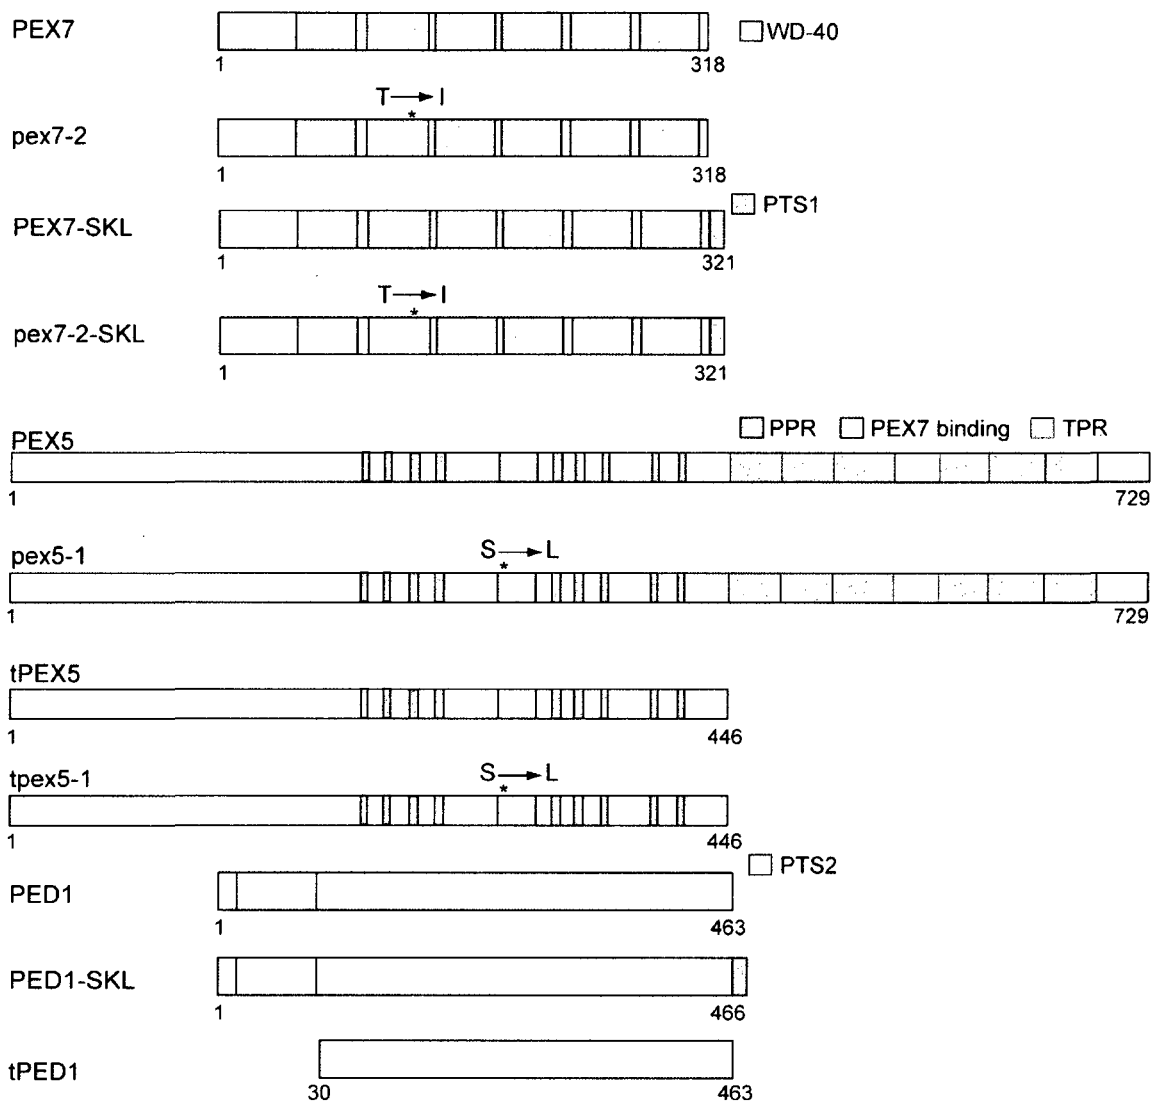 PEX7
WD-40
1 318
T → I
*
pex7-2
1 318
PTS1
PEX7-SKL
1 321
T → I
*
pex7-2-SKL
1 321
PPR PEX7 binding TPR
PEX5
1 729
pex5-1
S → L
*
1 729
tPEX5
1 446
tpex5-1
S → L
*
1 446
PTS2
PED1
1 463
PED1-SKL
1 466
tPED1
30 463